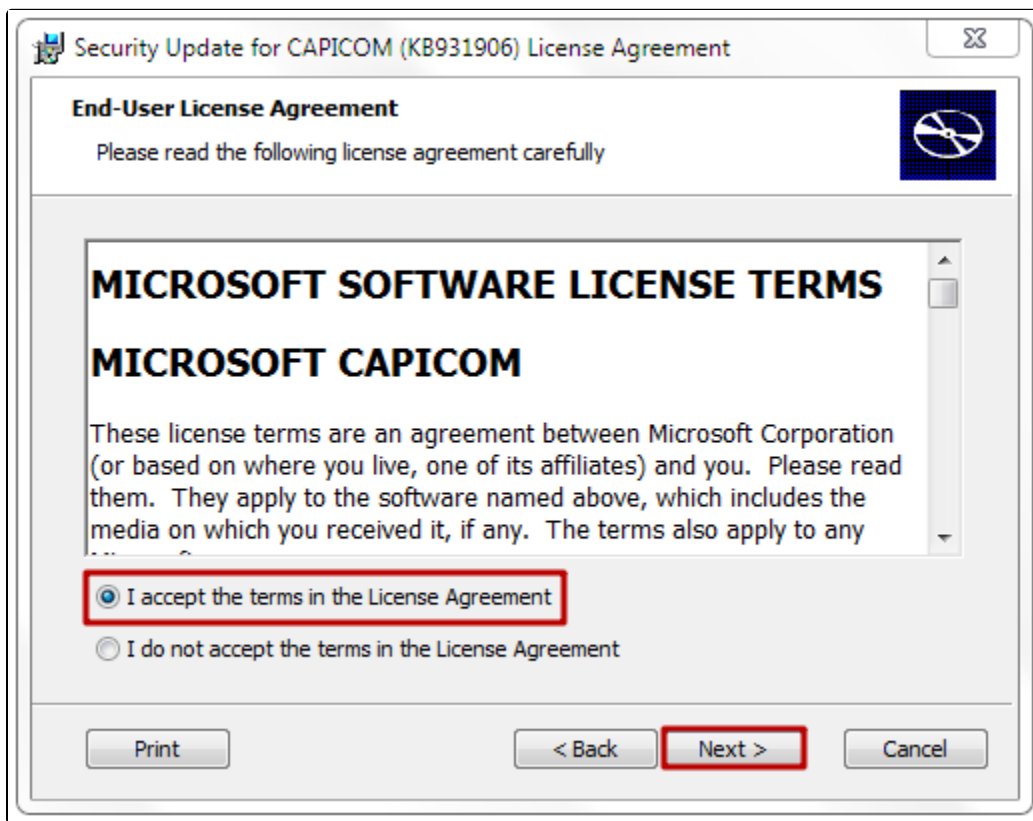 Security Update for CAPICOM (KB931906) License Agreement
End-User License Agreement
Please read the following license agreement carefully
MICROSOFT SOFTWARE LICENSE TERMS
MICROSOFT CAPICOM
These license terms are an agreement between Microsoft Corporation
(or based on where you live, one of its affiliates) and you.  Please read
them.  They apply to the software named above, which includes the
media on which you received it, if any.  The terms also apply to any
I accept the terms in the License Agreement
I do not accept the terms in the License Agreement
Print
< Back
Next >
Cancel